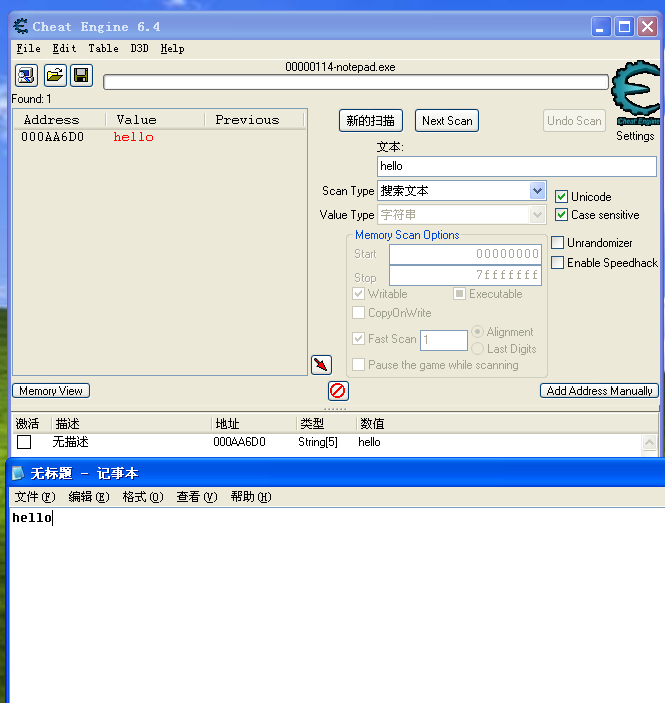 Cheat Engine 6.4
File Edit Table D3D Help
00000114-notepad.exe
Found: 1
Address Value Previous
000AA6D0 hello
新的扫描 Next Scan Undo Scan
Cheat Engine
Settings
文本:
hello
Scan Type 搜索文本
Unicode
Value Type 字符串
Case sensitive
Memory Scan Options
Start 00000000
Unrandomizer
Stop 7fffffff
Enable Speedhack
Writable Executable
CopyOnWrite
Fast Scan 1 Alignment
Last Digits
Pause the game while scanning
Memory View Add Address Manually
激活 描述 地址 类型 数值
无描述 000AA6D0 String[5] hello
无标题 - 记事本
文件(F) 编辑(E) 格式(O) 查看(V) 帮助(H)
hello